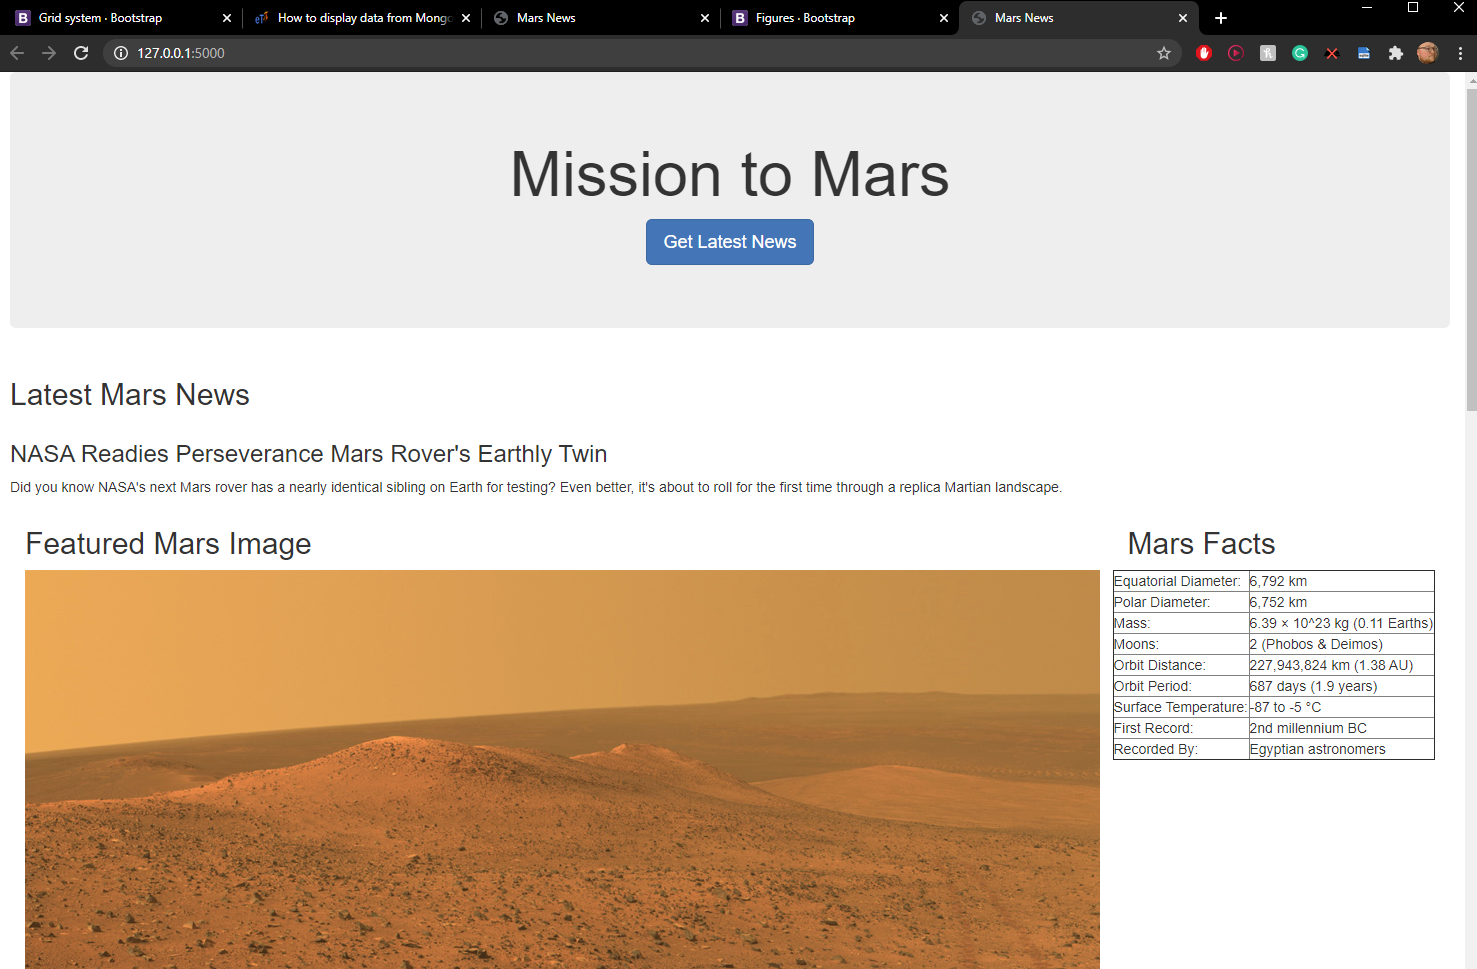 Grid system · Bootstrap
How to display data from Mongo
Mars News
Figures · Bootstrap
Mars News
127.0.0.1:5000
Mission to Mars
Get Latest News
Latest Mars News
NASA Readies Perseverance Mars Rover's Earthly Twin
Did you know NASA's next Mars rover has a nearly identical sibling on Earth for testing? Even better, it's about to roll for the first time through a replica Martian landscape.
Featured Mars Image
Mars Facts
Equatorial Diameter: 6,792 km
Polar Diameter: 6,752 km
Mass: 6.39 × 10^23 kg (0.11 Earths)
Moons: 2 (Phobos & Deimos)
Orbit Distance: 227,943,824 km (1.38 AU)
Orbit Period: 687 days (1.9 years)
Surface Temperature: -87 to -5 °C
First Record: 2nd millennium BC
Recorded By: Egyptian astronomers